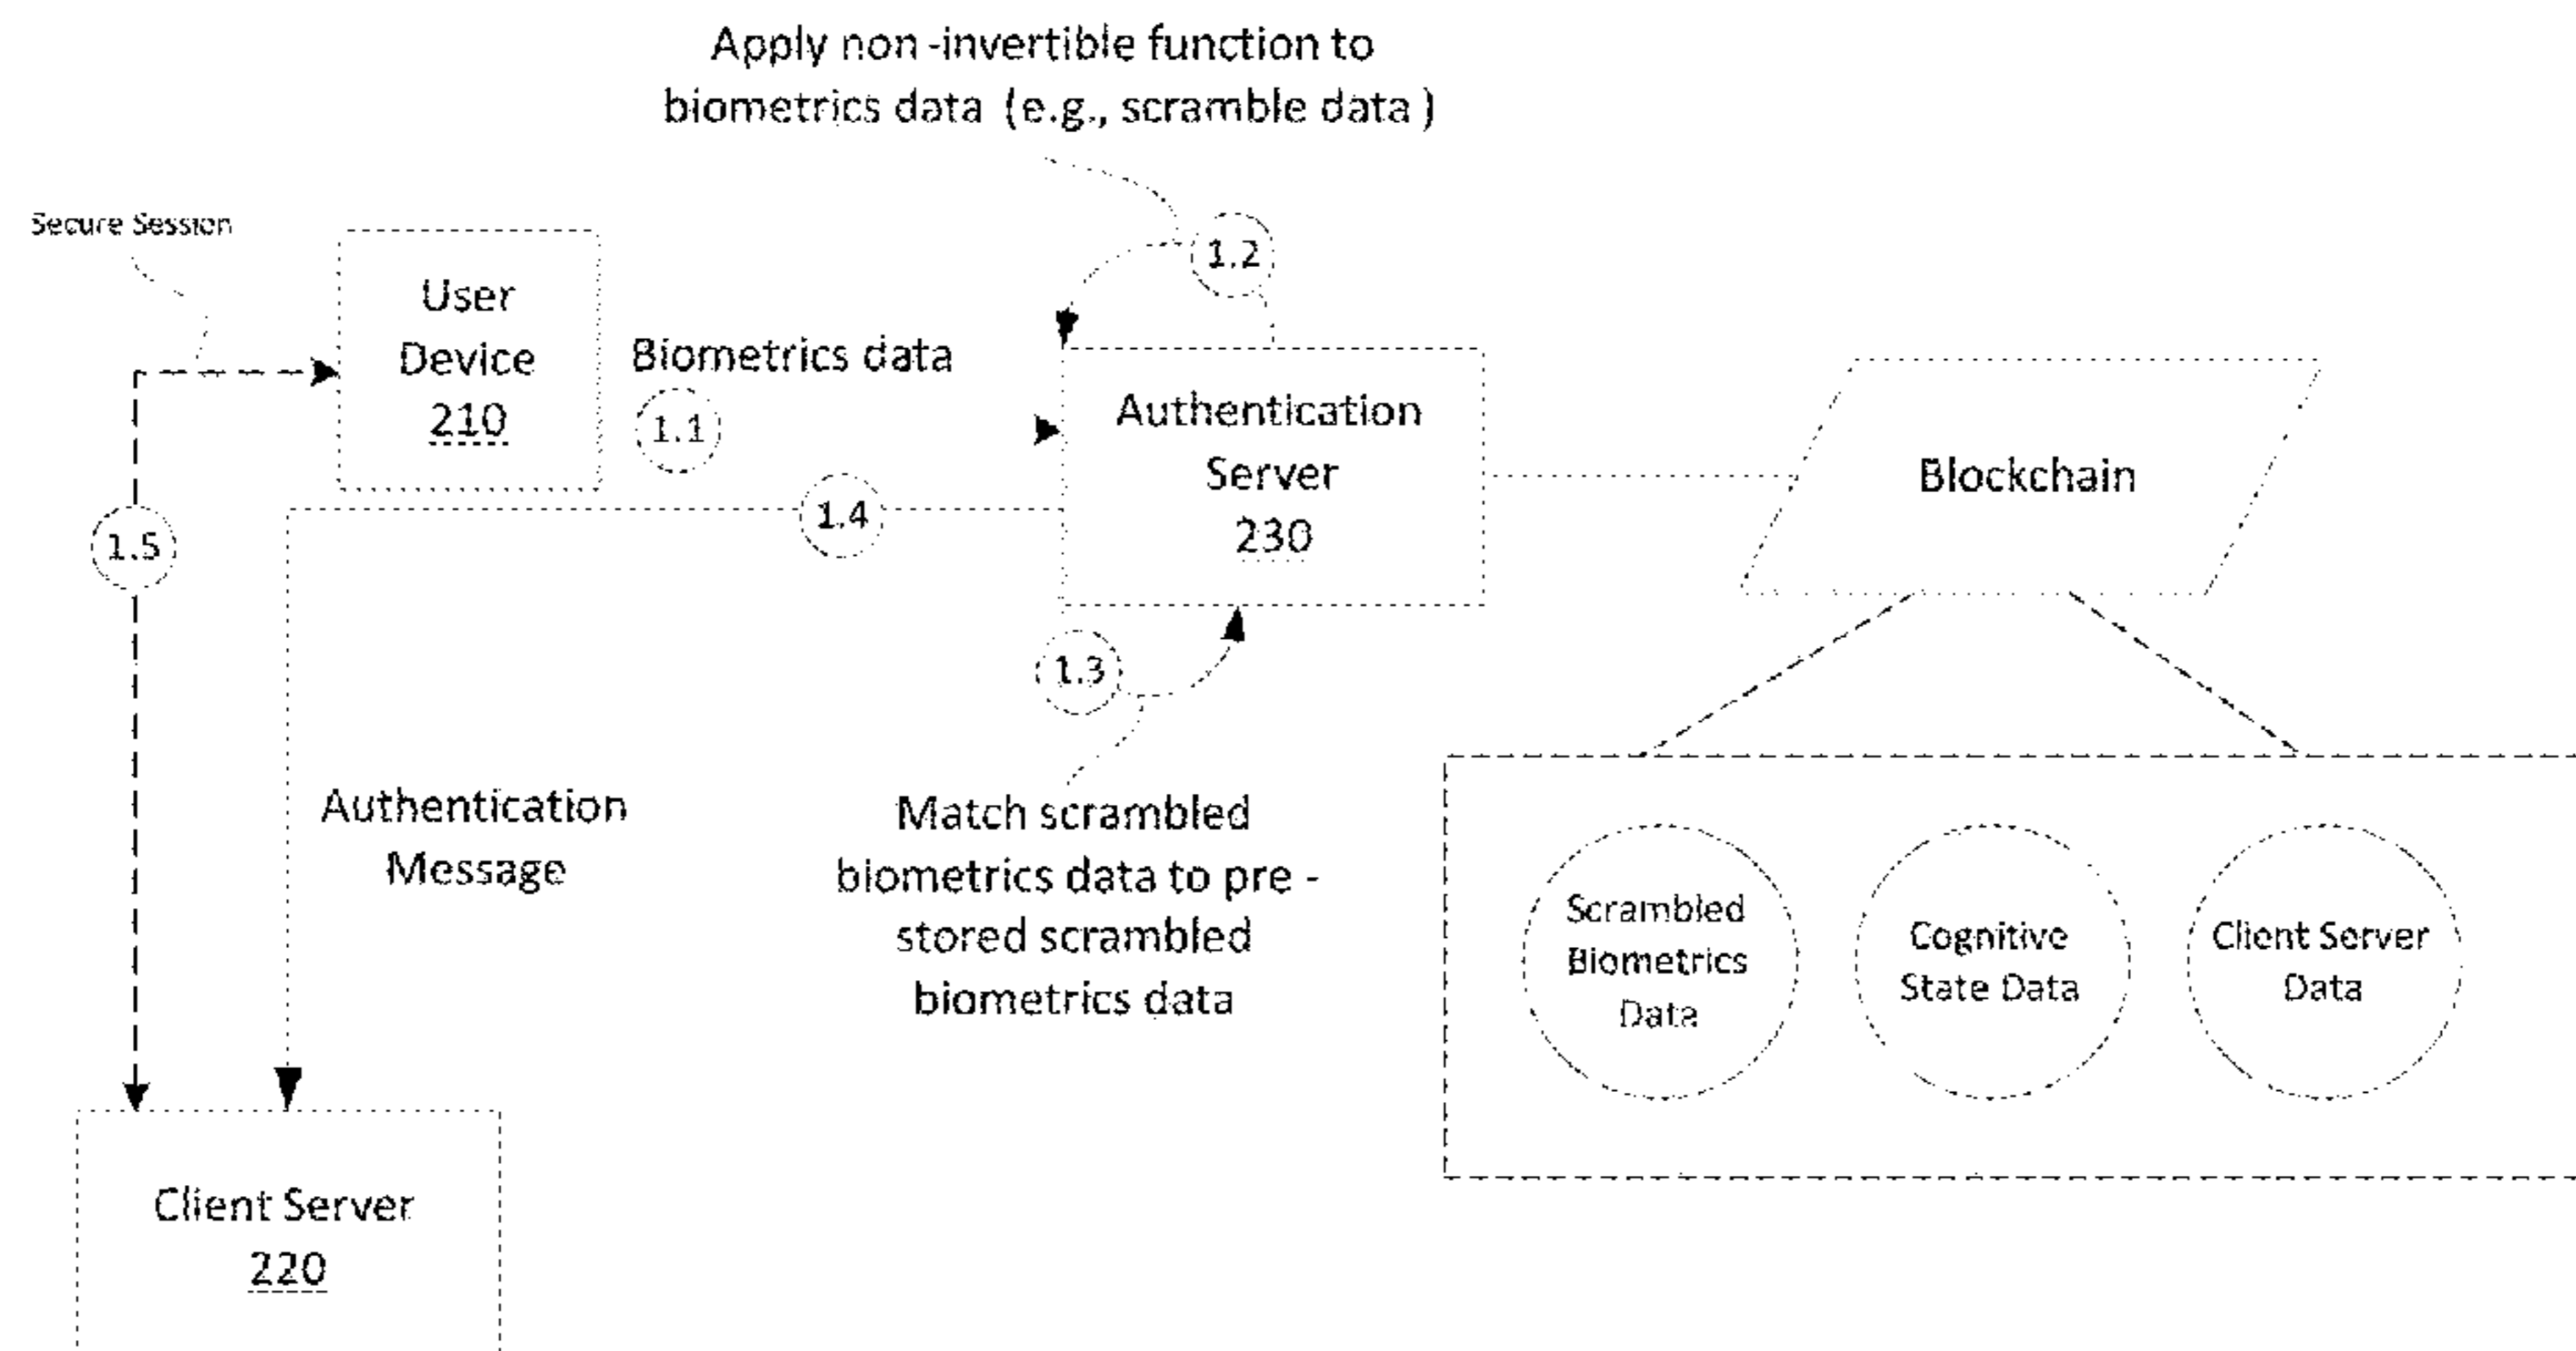 Apply non-invertible function to
biometrics data (e.g., scramble data)
Secure Session
1.2
User
Device
210
Biometrics data
1.1
Authentication
Server
230
Blockchain
1.4
1.5
1.3
Authentication
Message
Match scrambled
biometrics data to pre-
stored scrambled
biometrics data
Scrambled
Biometrics
Data
Cognitive
State Data
Client Server
Data
Client Server
220